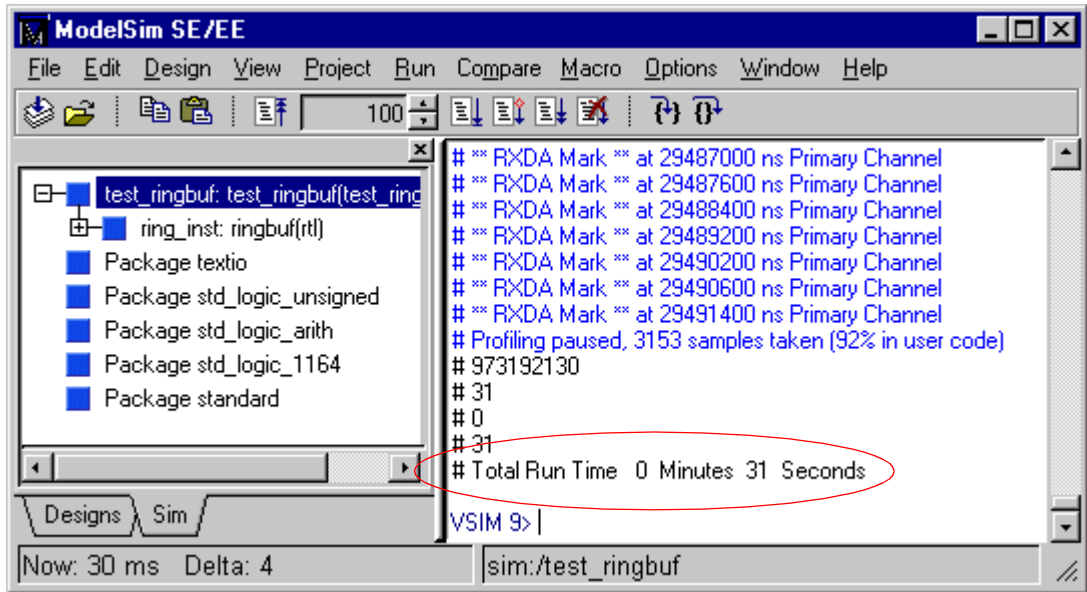 ModelSim SE/EE
File Edit Design View Project Run Compare Macro Options Window Help
100
test_ringbuf: test_ringbuf(test_ring
ring_inst: ringbuf(rtl)
Package textio
Package std_logic_unsigned
Package std_logic_arith
Package std_logic_1164
Package standard
Designs Sim
# ** RXDA Mark ** at 29487000 ns Primary Channel
# ** RXDA Mark ** at 29487600 ns Primary Channel
# ** RXDA Mark ** at 29488400 ns Primary Channel
# ** RXDA Mark ** at 29489200 ns Primary Channel
# ** RXDA Mark ** at 29490200 ns Primary Channel
# ** RXDA Mark ** at 29490600 ns Primary Channel
# ** RXDA Mark ** at 29491400 ns Primary Channel
# Profiling paused, 3153 samples taken (92% in user code)
# 973192130
# 31
# 0
# 31
# Total Run Time 0 Minutes 31 Seconds
VSIM 9>
Now: 30 ms Delta: 4
sim:/test_ringbuf